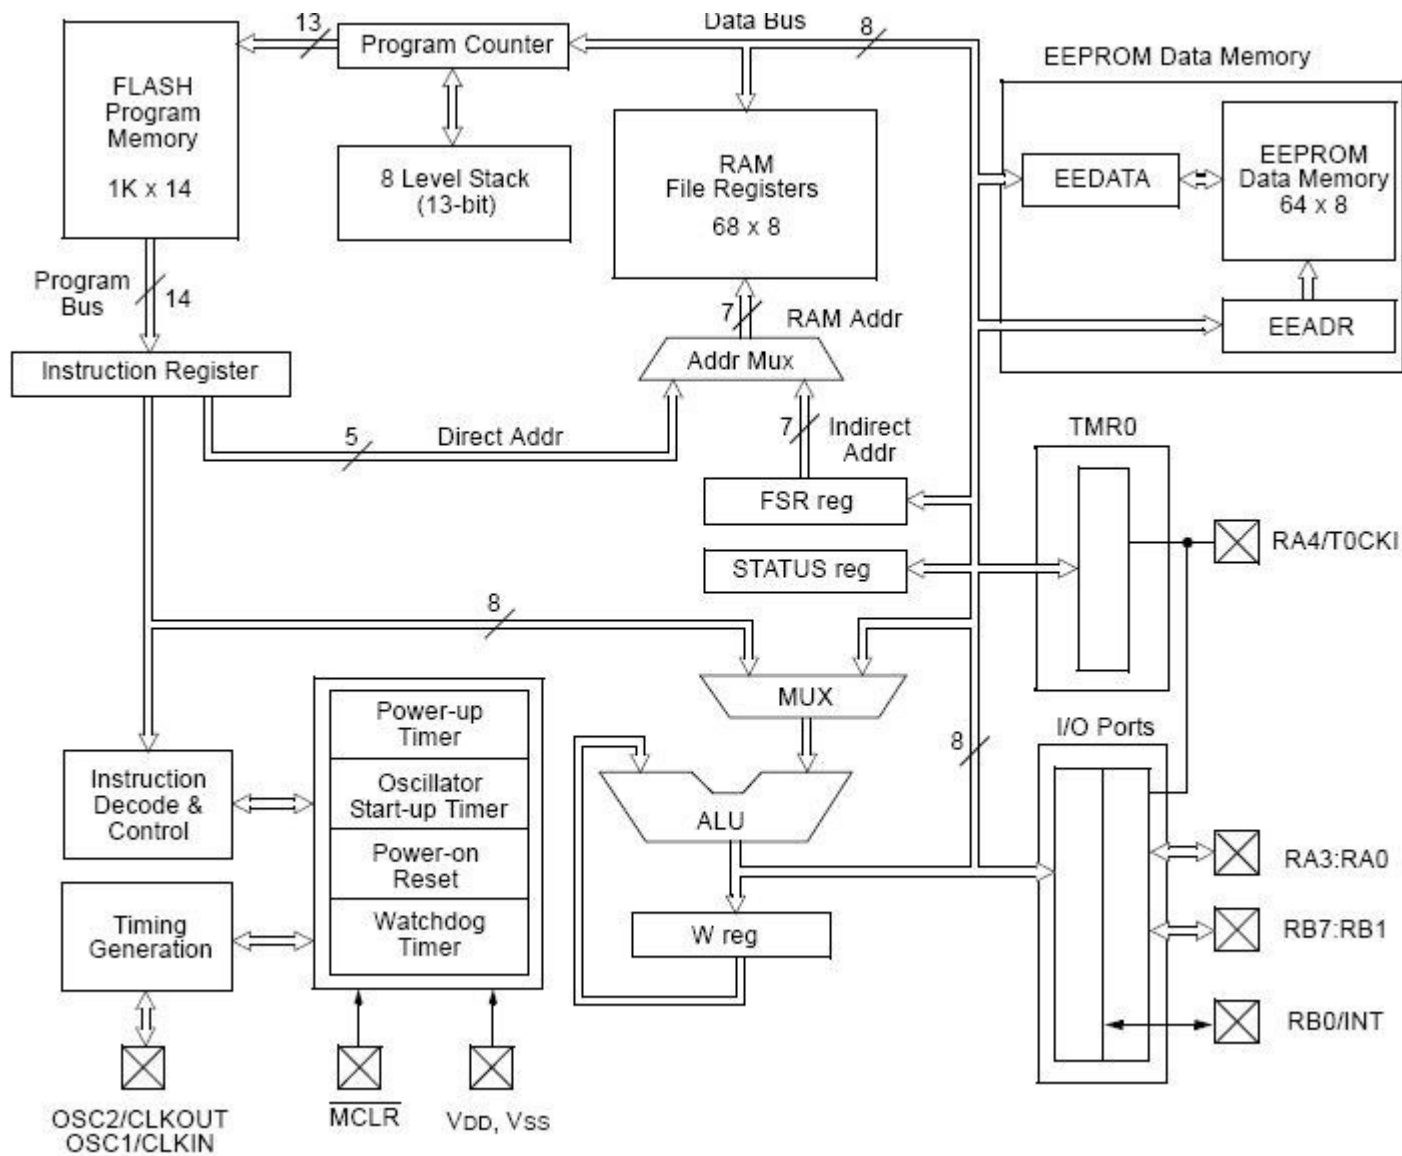 13
Data Bus
8
Program Counter
EEPROM Data Memory
FLASH
Program
Memory
1K x 14
8 Level Stack
(13-bit)
RAM
File Registers
68 x 8
EEDATA
EEPROM
Data Memory
64 x 8
Program
Bus
14
7
RAM Addr
EEADR
Instruction Register
Addr Mux
5
Direct Addr
7
Indirect
Addr
TMR0
FSR reg
RA4/T0CKI
STATUS reg
8
MUX
Power-up
Timer
I/O Ports
8
Instruction
Decode &
Control
Oscillator
Start-up Timer
ALU
Power-on
Reset
RA3:RA0
Timing
Generation
Watchdog
Timer
W reg
RB7:RB1
RB0/INT
OSC2/CLKOUT
OSC1/CLKIN
MCLR
VDD, VSS